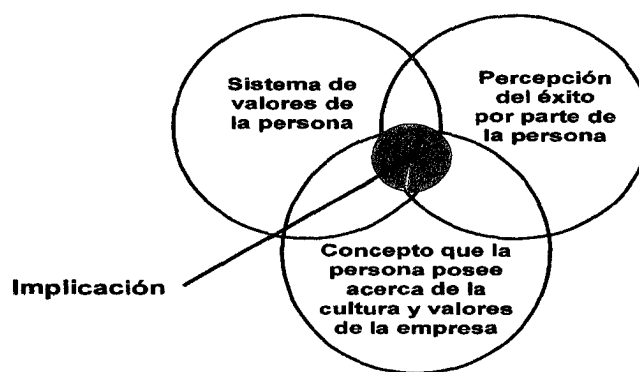 Sistema de
valores de
la persona
Percepción
del éxito
por parte de
la persona
Concepto que la
persona posee
acerca de la
cultura y valores
de la empresa
Implicación